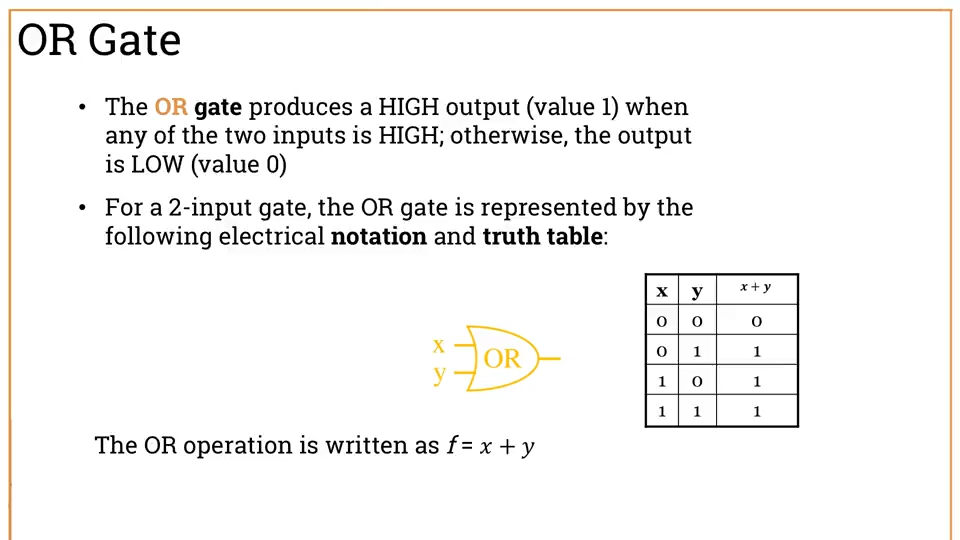 OR Gate
• The OR gate produces a HIGH output (value 1) when
any of the two inputs is HIGH; otherwise, the output
is LOW (value 0)
• For a 2-input gate, the OR gate is represented by the
following electrical notation and truth table:
x y x + y
0 0 0
0 1 1
1 0 1
1 1 1
x
y
OR
The OR operation is written as f = x + y